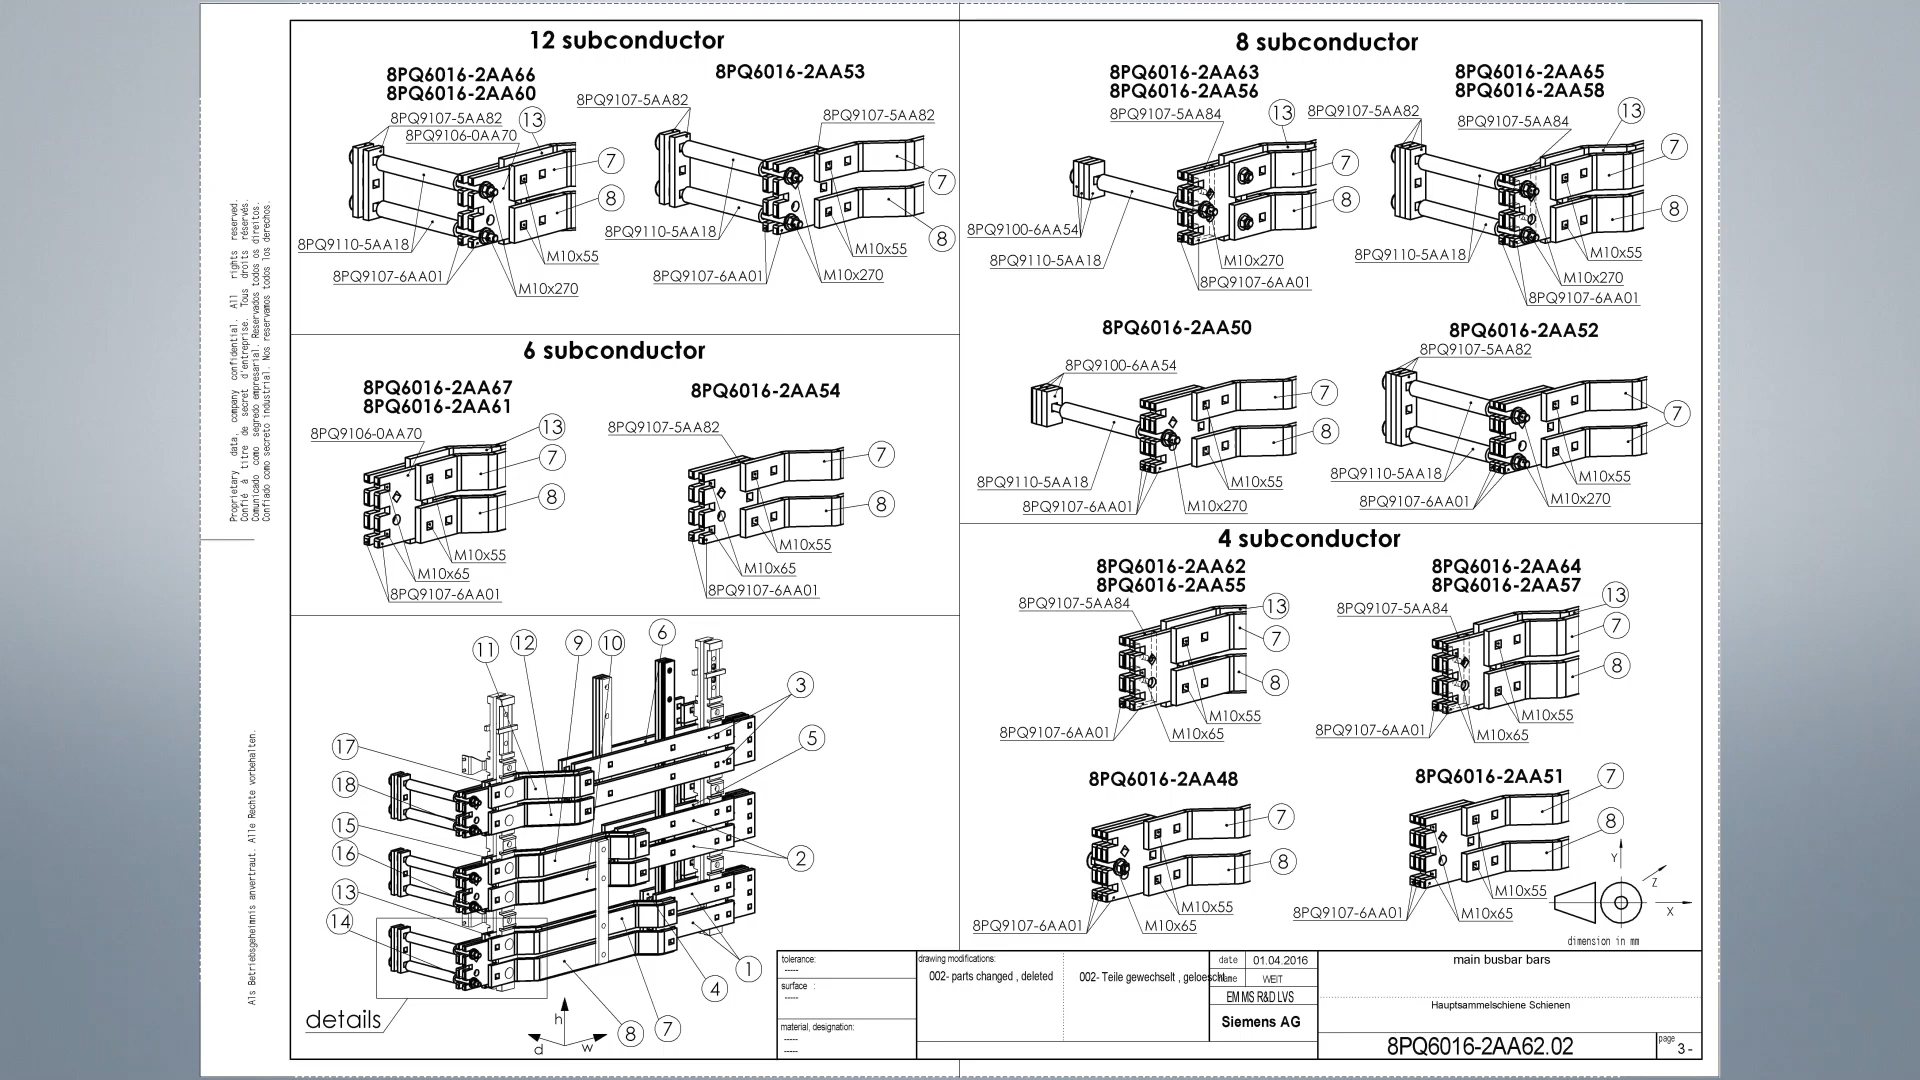 12 subconductor
8PQ6016-2AA66
8PQ6016-2AA60
8PQ9107-5AA82
8PQ9106-0AA70
13
7
8
8PQ9110-5AA18
8PQ9107-6AA01
M10x55
M10x270
8PQ6016-2AA53
8PQ9107-5AA82
8PQ9107-5AA82
7
8
8PQ9110-5AA18
8PQ9107-6AA01
M10x55
M10x270
8 subconductor
8PQ6016-2AA63
8PQ6016-2AA56
8PQ9107-5AA84
13
7
8
8PQ9100-6AA54
8PQ9110-5AA18
M10x270
8PQ9107-6AA01
8PQ6016-2AA65
8PQ6016-2AA58
8PQ9107-5AA82
8PQ9107-5AA84
13
7
8
8PQ9110-5AA18
M10x55
M10x270
8PQ9107-6AA01
8PQ6016-2AA50
8PQ9100-6AA54
7
8
8PQ9110-5AA18
8PQ9107-6AA01
M10x55
M10x270
8PQ6016-2AA52
8PQ9107-5AA82
7
8PQ9110-5AA18
8PQ9107-6AA01
M10x55
M10x270
6 subconductor
8PQ6016-2AA67
8PQ6016-2AA61
8PQ9106-0AA70
13
7
8
M10x55
M10x65
8PQ9107-6AA01
8PQ6016-2AA54
8PQ9107-5AA82
7
8
M10x55
M10x65
8PQ9107-6AA01
4 subconductor
8PQ6016-2AA62
8PQ6016-2AA55
8PQ9107-5AA84
13
7
8
8PQ9107-6AA01
M10x55
M10x65
8PQ6016-2AA64
8PQ6016-2AA57
8PQ9107-5AA84
13
7
8
8PQ9107-6AA01
M10x55
M10x65
8PQ6016-2AA48
7
8
8PQ9107-6AA01
M10x55
M10x65
8PQ6016-2AA51
7
8
8PQ9107-6AA01
M10x55
M10x65
Y
Z
X
dimension in mm
11
12
9
10
6
3
5
17
18
15
16
13
14
2
1
4
7
8
details
h
d
w
Proprietary data, company confidential. All rights reserved.
Confié à titre de secret d'entreprise. Tous droits réservés.
Comunicado como segredo empresarial. Reservados todos os direitos.
Confiado como secreto industrial. Nos reservamos todos los derechos.
Als Betriebsgeheimnis anvertraut. Alle Rechte vorbehalten.
tolerance:
-----
surface :
-----
material, designation:
-----
-----
drawing modifications:
002- parts changed , deleted
002- Teile gewechselt , geloescht
date
01.04.2016
name
WEIT
EM MS R&D LVS
Siemens AG
main busbar bars
Hauptsammelschiene Schienen
8PQ6016-2AA62.02
page
3 -